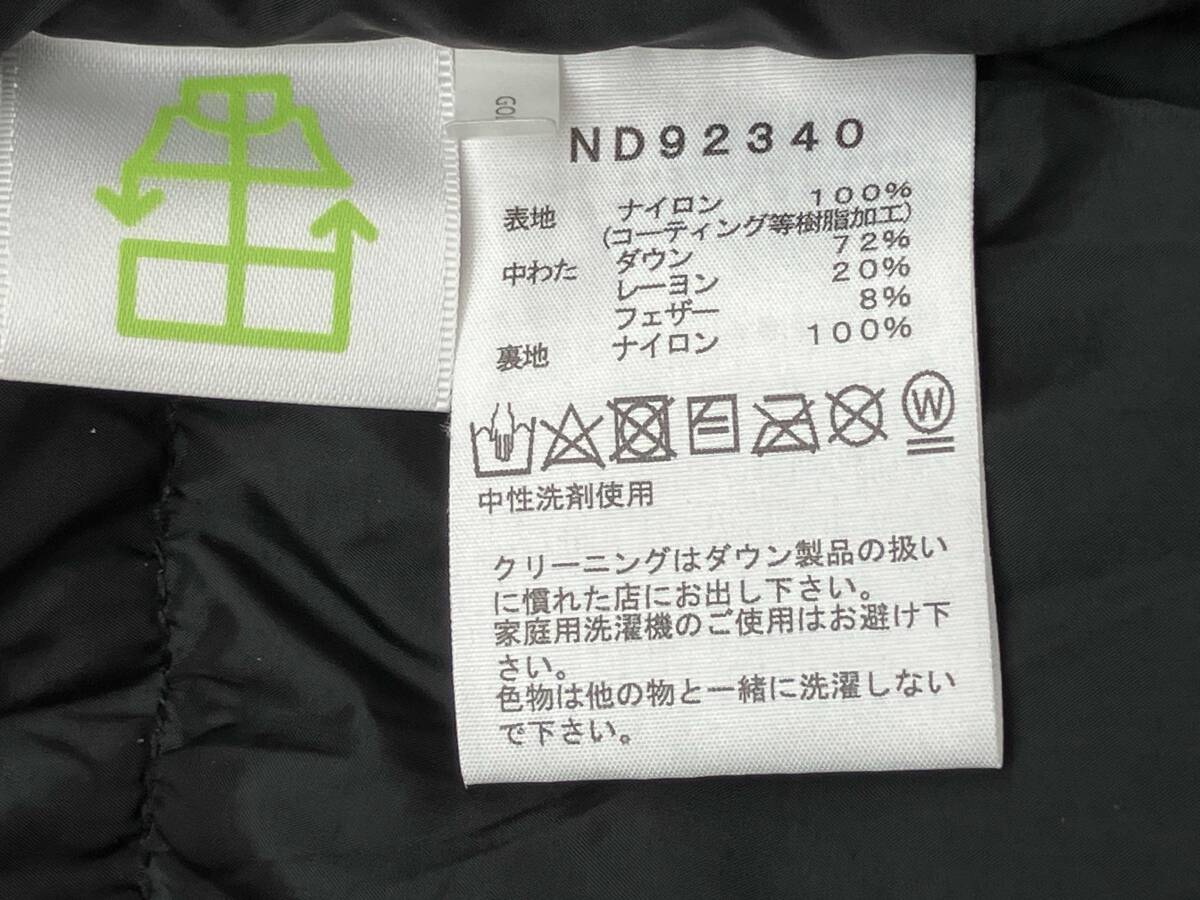 GO
ND92340
表地 ナイロン 100%
(コーティング等樹脂加工)
中わた ダウン 72%
レーヨン 20%
フェザー 8%
裏地 ナイロン 100%
W
中性洗剤使用
クリーニングはダウン製品の扱い
に慣れた店にお出し下さい。
家庭用洗濯機のご使用はお避け下
さい。
色物は他の物と一緒に洗濯しない
で下さい。